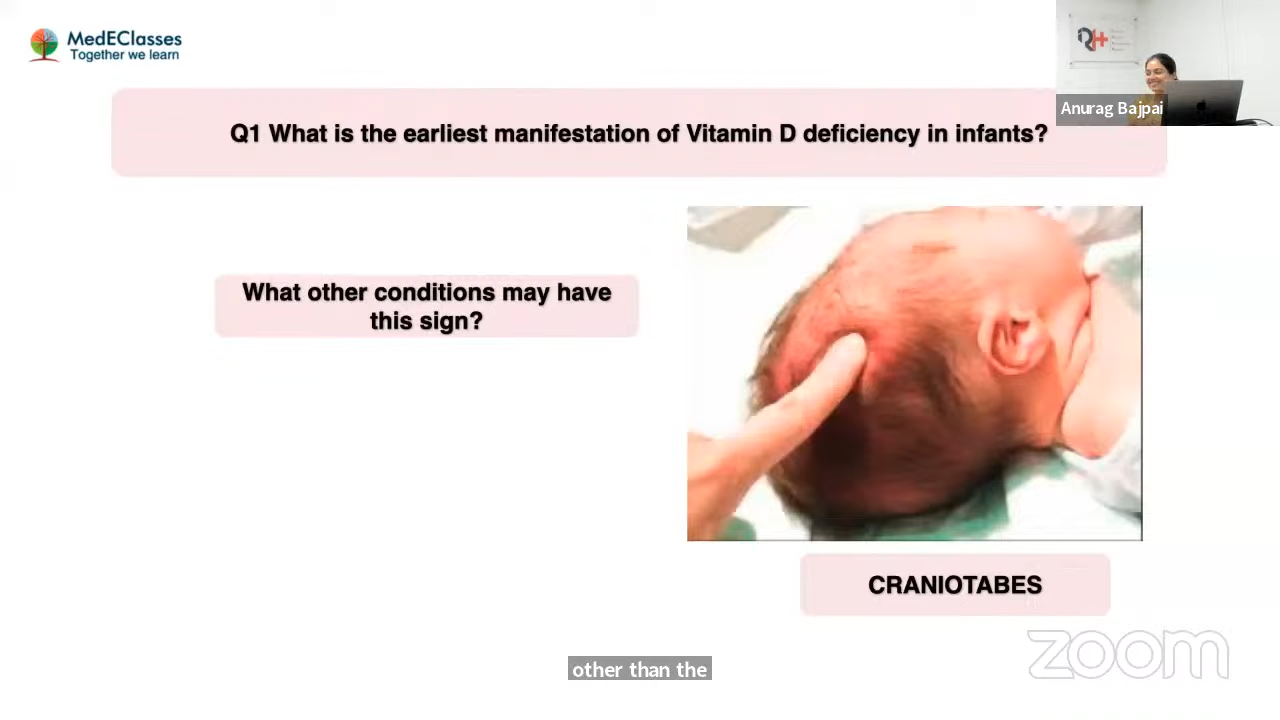 MedEClasses
Together we learn
Anurag Bajpai
Q1 What is the earliest manifestation of Vitamin D deficiency in infants?
What other conditions may have
this sign?
CRANIOTABES
zoom
other than the